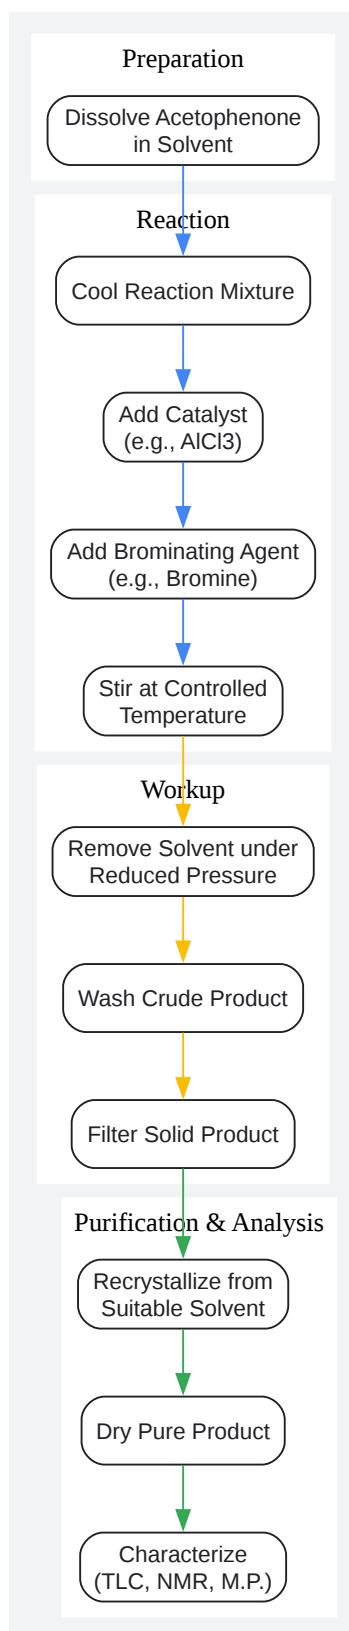 Preparation
Dissolve Acetophenone
in Solvent
Reaction
Cool Reaction Mixture
Add Catalyst
(e.g., AlCl3)
Add Brominating Agent
(e.g., Bromine)
Stir at Controlled
Temperature
Workup
Remove Solvent under
Reduced Pressure
Wash Crude Product
Filter Solid Product
Purification & Analysis
Recrystallize from
Suitable Solvent
Dry Pure Product
Characterize
(TLC, NMR, M.P.)